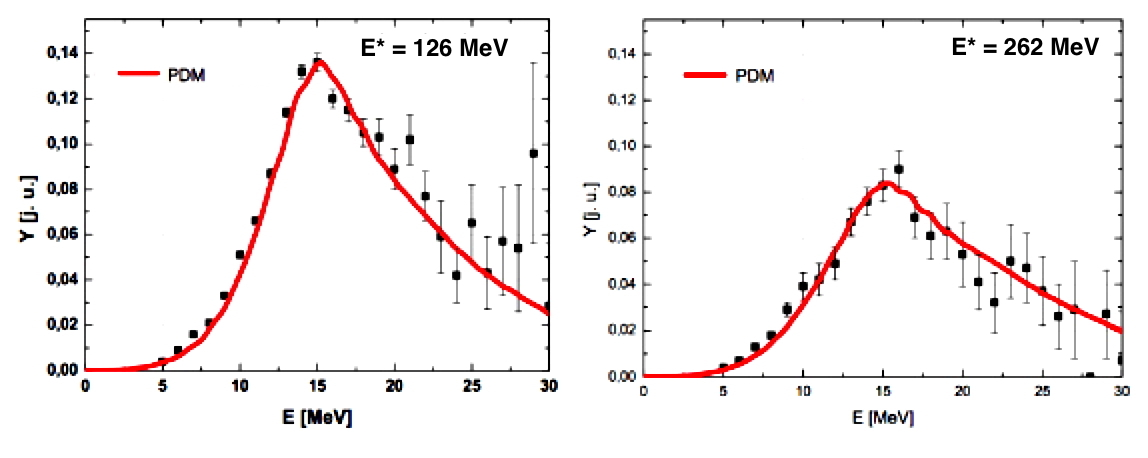 E* = 126 MeV
PDM
Y [j. u.]
0,14
0,12
0,10
0,08
0,06
0,04
0,02
0,00
0 5 10 15 20 25 30
E [MeV]
E* = 262 MeV
PDM
Y [j. u.]
0,14
0,12
0,10
0,08
0,06
0,04
0,02
0,00
0 5 10 15 20 25 30
E [MeV]